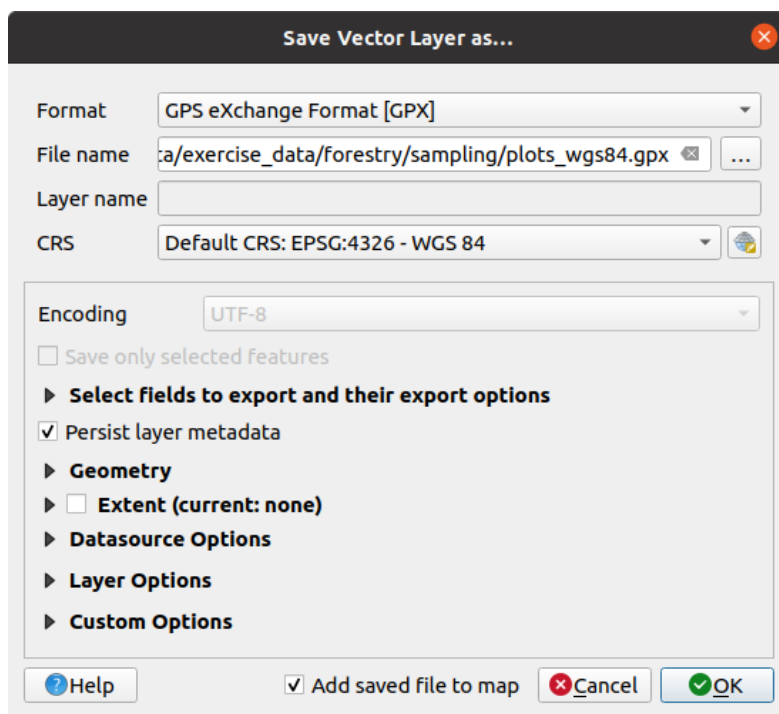 Save Vector Layer as...
Format GPS eXchange Format [GPX]
File name ta/exercise_data/forestry/sampling/plots_wgs84.gpx ...
Layer name
CRS Default CRS: EPSG:4326 - WGS 84
Encoding UTF-8
Save only selected features
Select fields to export and their export options
Persist layer metadata
Geometry
Extent (current: none)
Datasource Options
Layer Options
Custom Options
Help Add saved file to map Cancel OK